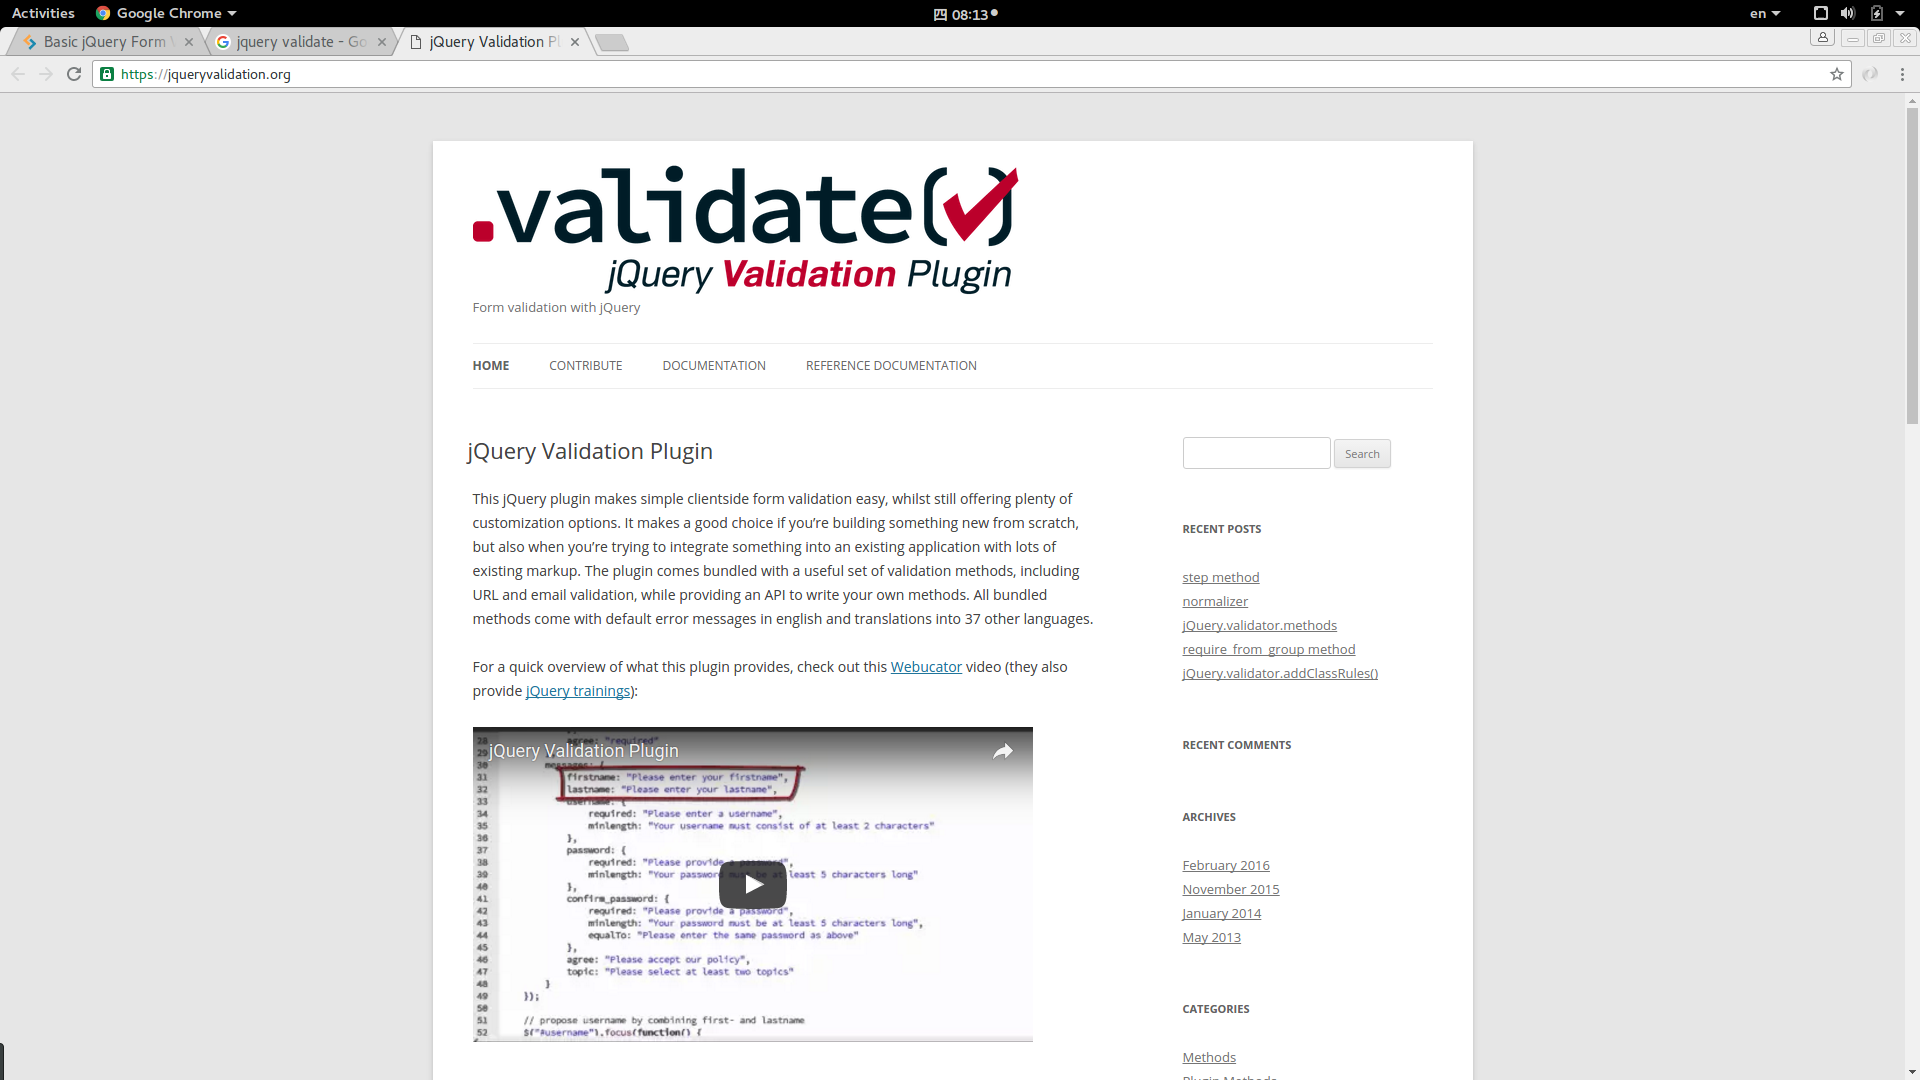 Activities
Google Chrome
四 08:13
en
Basic jQuery Form V
jquery validate - Go
jQuery Validation Pl
https://jqueryvalidation.org
.validate()
jQuery Validation Plugin
Form validation with jQuery
HOME
CONTRIBUTE
DOCUMENTATION
REFERENCE DOCUMENTATION
jQuery Validation Plugin
This jQuery plugin makes simple clientside form validation easy, whilst still offering plenty of
customization options. It makes a good choice if you’re building something new from scratch,
but also when you’re trying to integrate something into an existing application with lots of
existing markup. The plugin comes bundled with a useful set of validation methods, including
URL and email validation, while providing an API to write your own methods. All bundled
methods come with default error messages in english and translations into 37 other languages.
For a quick overview of what this plugin provides, check out this Webucator video (they also
provide jQuery trainings):
jQuery Validation Plugin
28
29 agree: "required"
30 messages: {
31 firstname: "Please enter your firstname",
32 lastname: "Please enter your lastname",
33 username: {
34 required: "Please enter a username",
35 minlength: "Your username must consist of at least 2 characters"
36 },
37 password: {
38 required: "Please provide a password",
39 minlength: "Your password must be at least 5 characters long"
40 },
41 confirm_password: {
42 required: "Please provide a password",
43 minlength: "Your password must be at least 5 characters long",
44 equalTo: "Please enter the same password as above"
45 },
46 agree: "Please accept our policy",
47 topic: "Please select at least two topics"
48 }
49 });
50
51 // propose username by combining first- and lastname
52 $("#username").focus(function() {
Search
RECENT POSTS
step method
normalizer
jQuery.validator.methods
require_from_group method
jQuery.validator.addClassRules()
RECENT COMMENTS
ARCHIVES
February 2016
November 2015
January 2014
May 2013
CATEGORIES
Methods
Plugin Methods